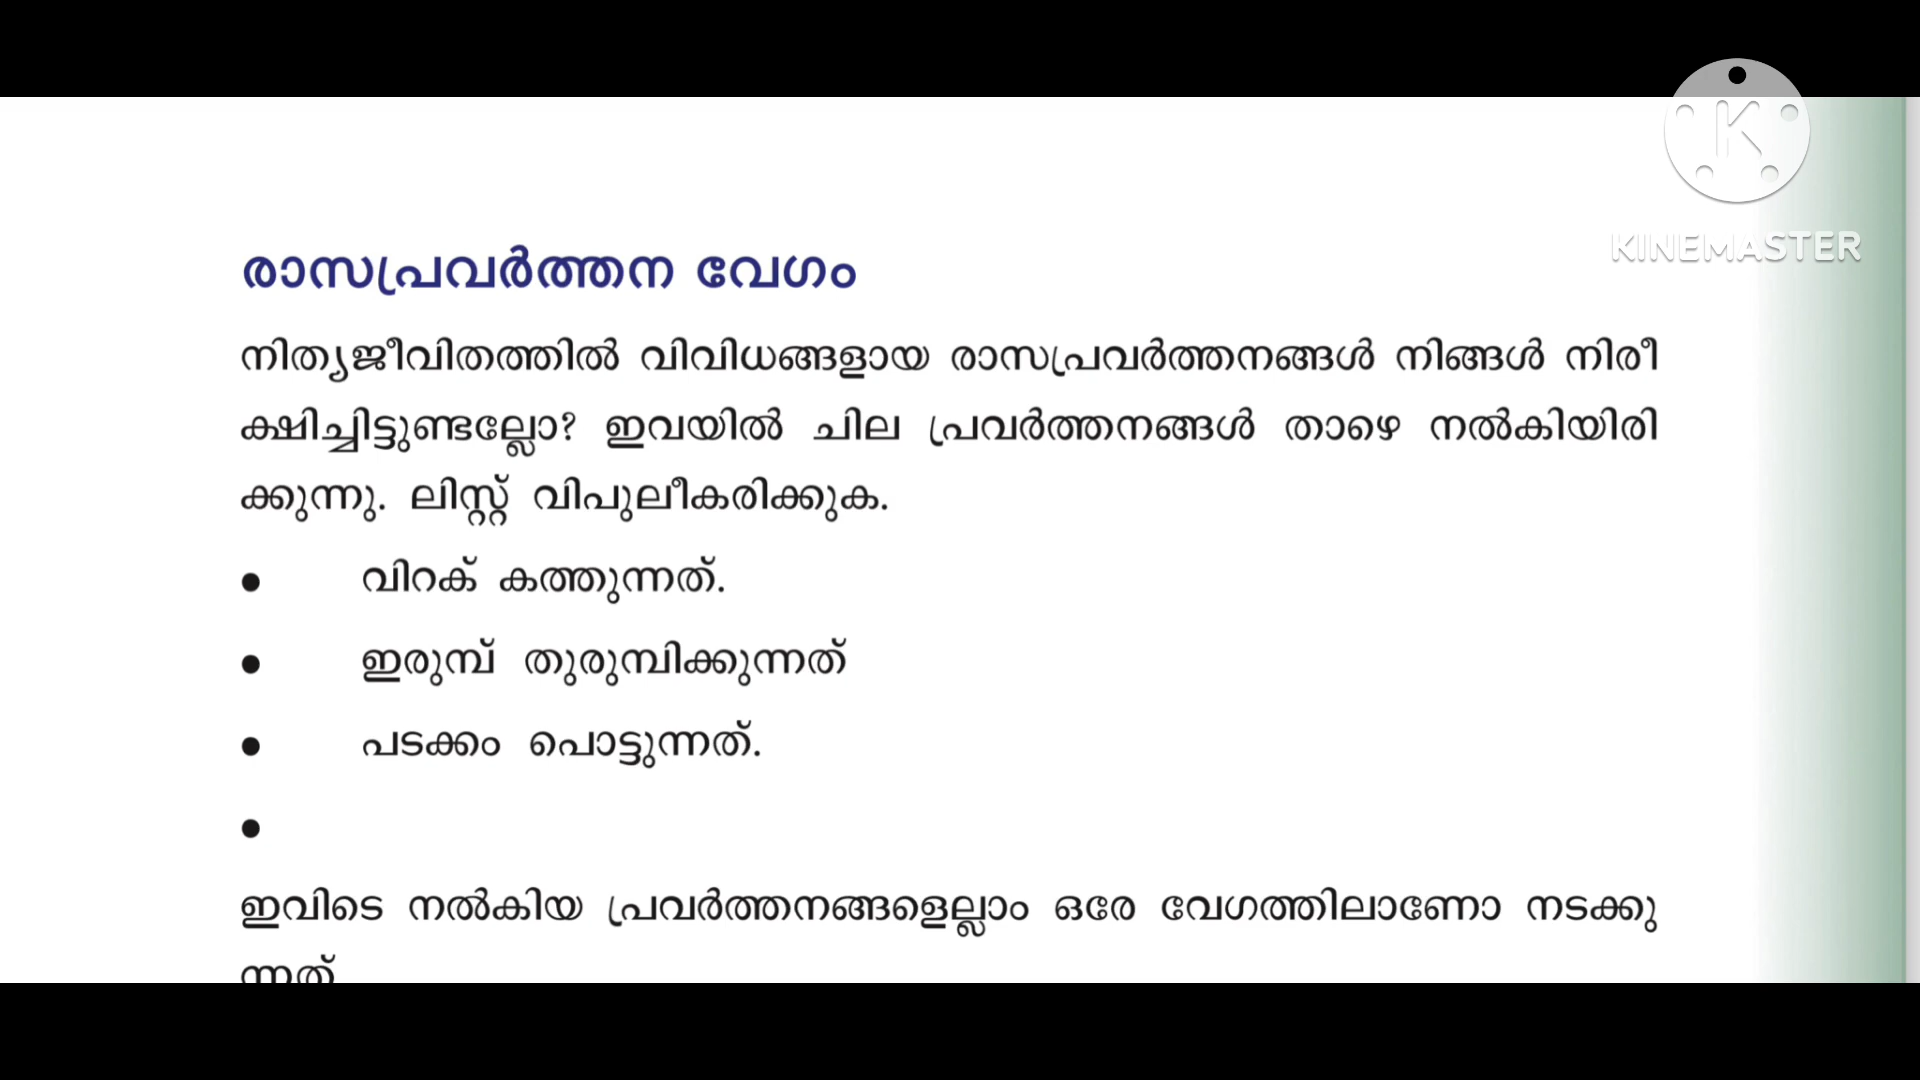 KINEMASTER
രാസപ്രവർത്തന വേഗം
നിത്യജീവിതത്തിൽ വിവിധങ്ങളായ രാസപ്രവർത്തനങ്ങൾ നിങ്ങൾ നിരീ
ക്ഷിച്ചിട്ടുണ്ടല്ലോ? ഇവയിൽ ചില പ്രവർത്തനങ്ങൾ താഴെ നൽകിയിരി
ക്കുന്നു. ലിസ്റ്റ് വിപുലീകരിക്കുക.
● വിറക് കത്തുന്നത്.
● ഇരുമ്പ് തുരുമ്പിക്കുന്നത്
● പടക്കം പൊട്ടുന്നത്.
●
ഇവിടെ നൽകിയ പ്രവർത്തനങ്ങളെല്ലാം ഒരേ വേഗത്തിലാണോ നടക്കു
ന്നത്